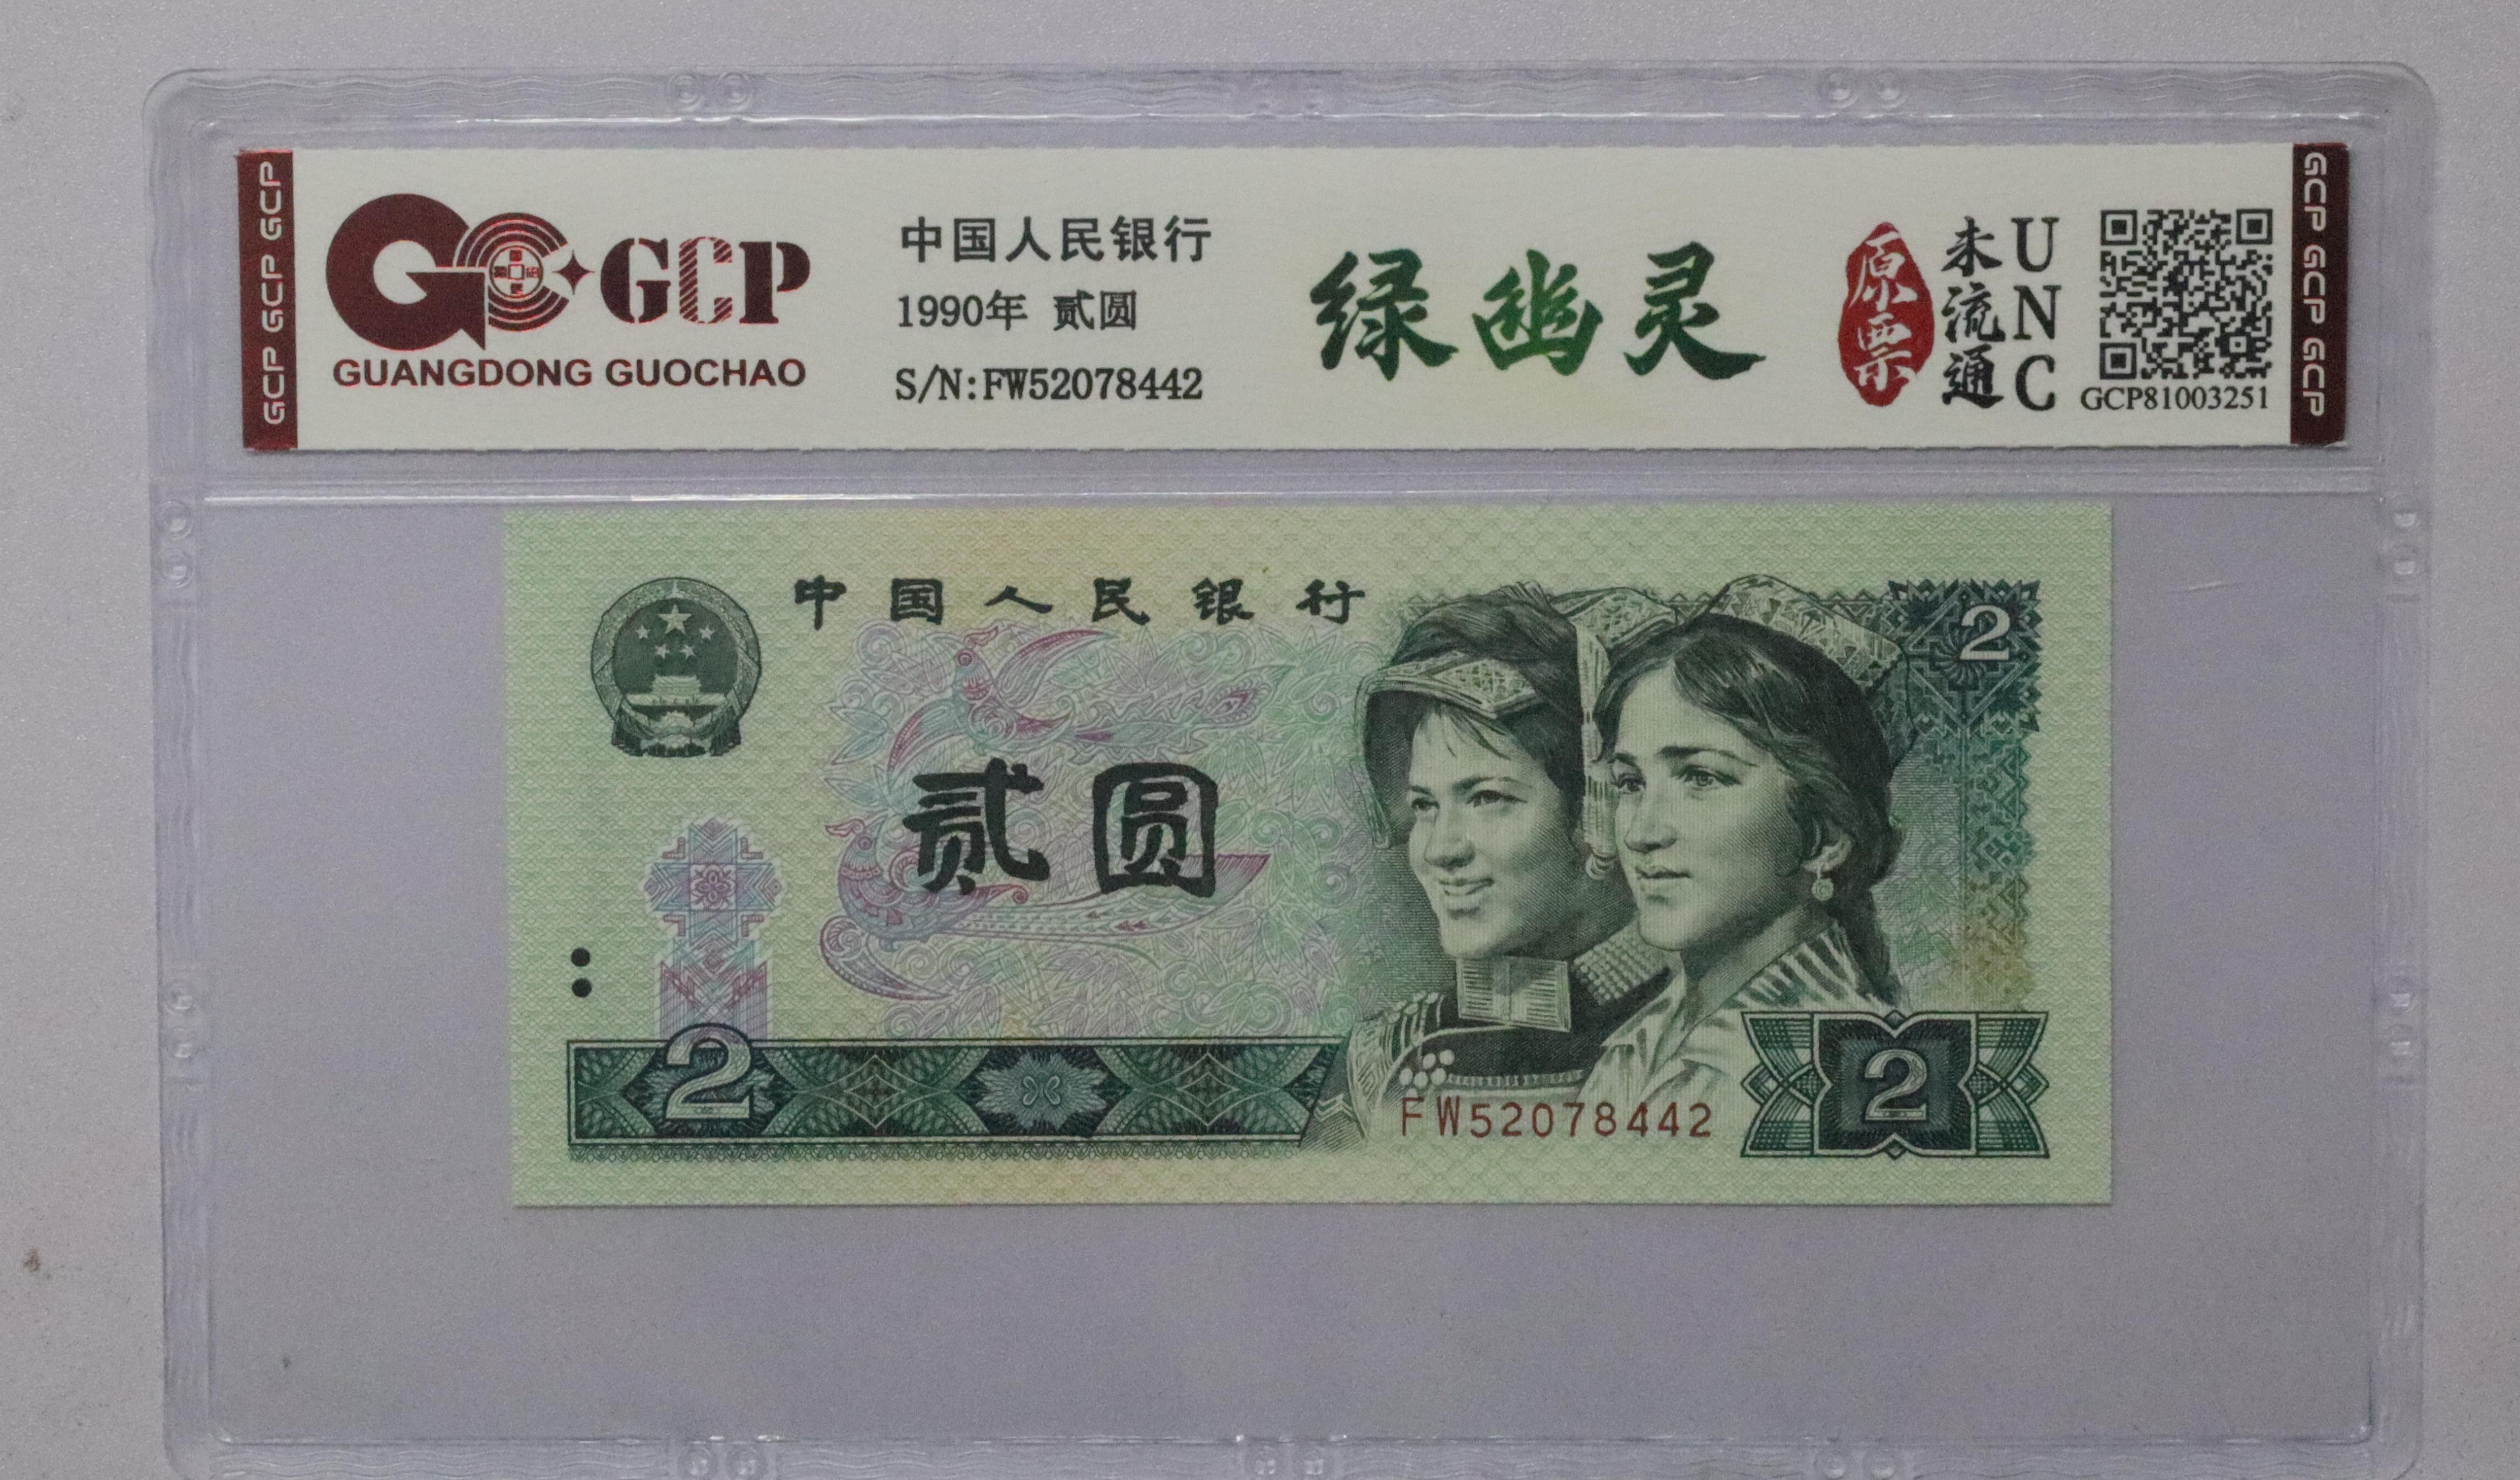 GCP GCP GCP
GCP
GUANGDONG GUOCHAO
中国人民银行
1990年 贰圆
S/N:FW52078442
绿幽灵
原票
未流通
UNC
GCP81003251
GCP GCP GCP
中国人民银行
2
贰圆
2
FW52078442
2